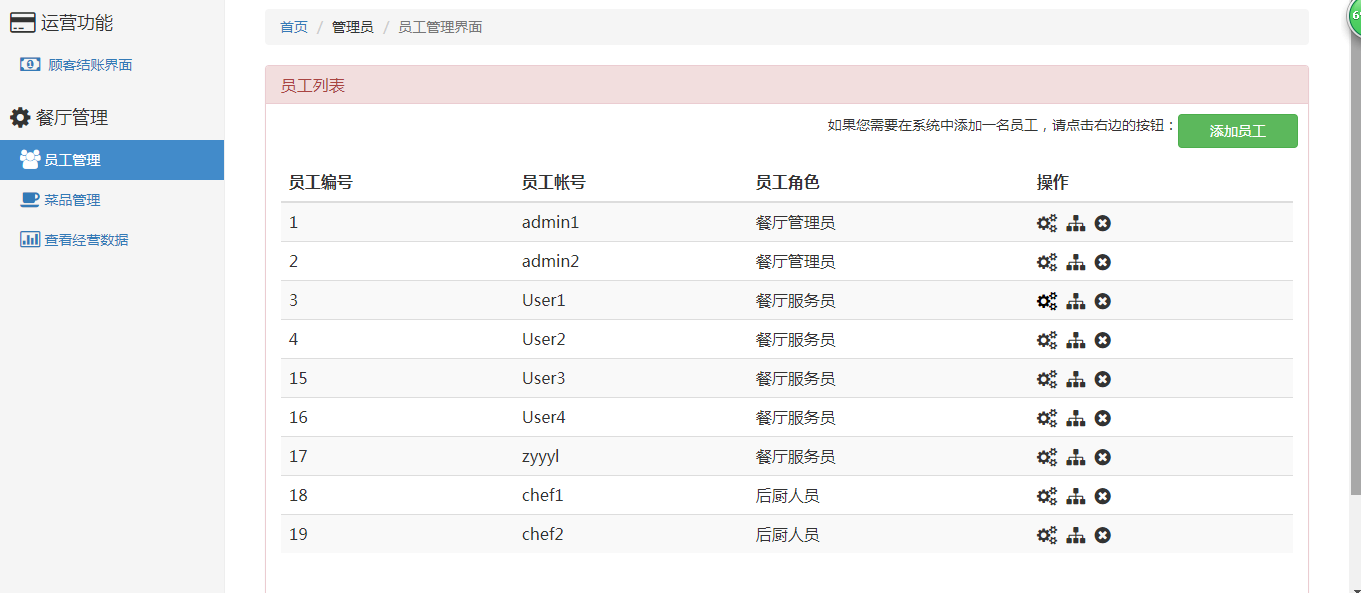 运营功能
顾客结账界面
餐厅管理
员工管理
菜品管理
查看经营数据
首页 / 管理员 / 员工管理界面
员工列表
如果您需要在系统中添加一名员工，请点击右边的按钮： 添加员工
员工编号 员工帐号 员工角色 操作
1 admin1 餐厅管理员
2 admin2 餐厅管理员
3 User1 餐厅服务员
4 User2 餐厅服务员
15 User3 餐厅服务员
16 User4 餐厅服务员
17 zyyyl 餐厅服务员
18 chef1 后厨人员
19 chef2 后厨人员